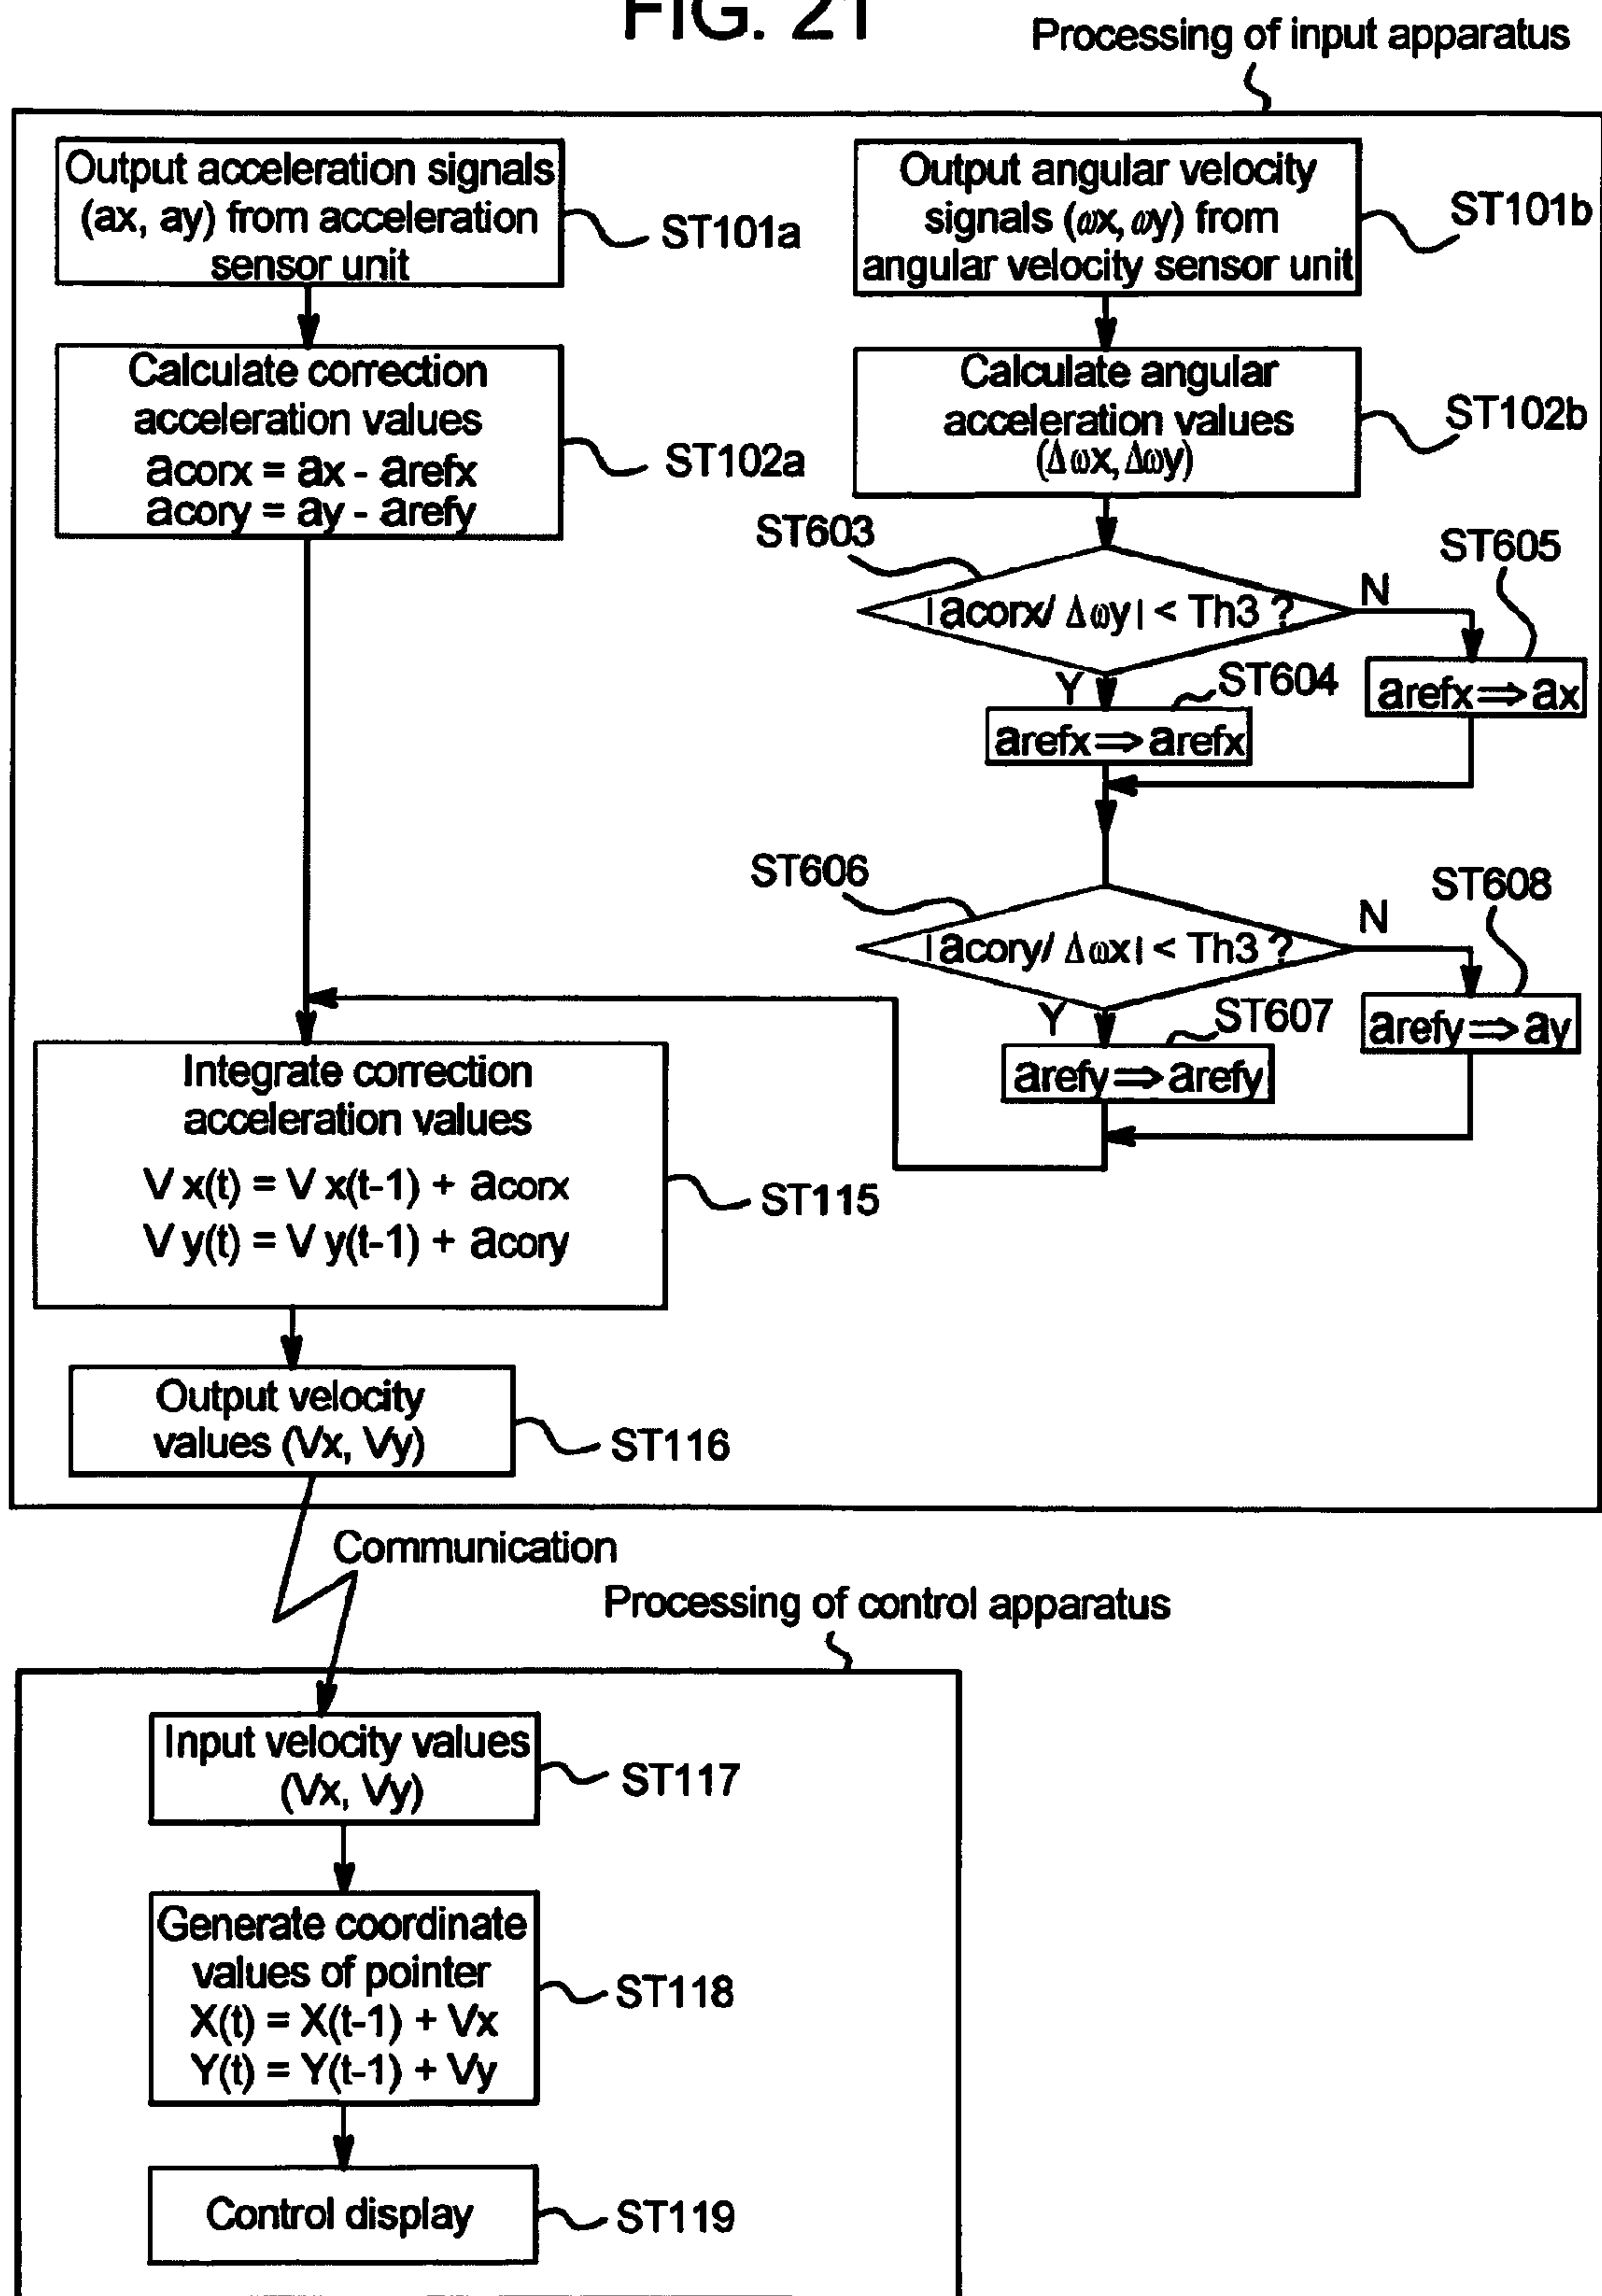 FIG. 21
Processing of input apparatus
Output acceleration signals
(ax, ay) from acceleration
sensor unit
ST101a
Output angular velocity
signals (ωx, ωy) from
angular velocity sensor unit
ST101b
Calculate correction
acceleration values
acorx = ax - arefx
acory = ay - arefy
ST102a
Calculate angular
acceleration values
(Δωx, Δωy)
ST102b
ST603
|acorx/ Δωy| < Th3 ?
N
ST605
arefx⇒ax
Y
ST604
arefx⇒arefx
ST606
|acory/ Δωx| < Th3 ?
N
ST608
arefy⇒ay
Y
ST607
arefy⇒arefy
Integrate correction
acceleration values
Vx(t) = Vx(t-1) + acorx
Vy(t) = Vy(t-1) + acory
ST115
Output velocity
values (Vx, Vy)
ST116
Communication
Processing of control apparatus
Input velocity values
(Vx, Vy)
ST117
Generate coordinate
values of pointer
X(t) = X(t-1) + Vx
Y(t) = Y(t-1) + Vy
ST118
Control display
ST119